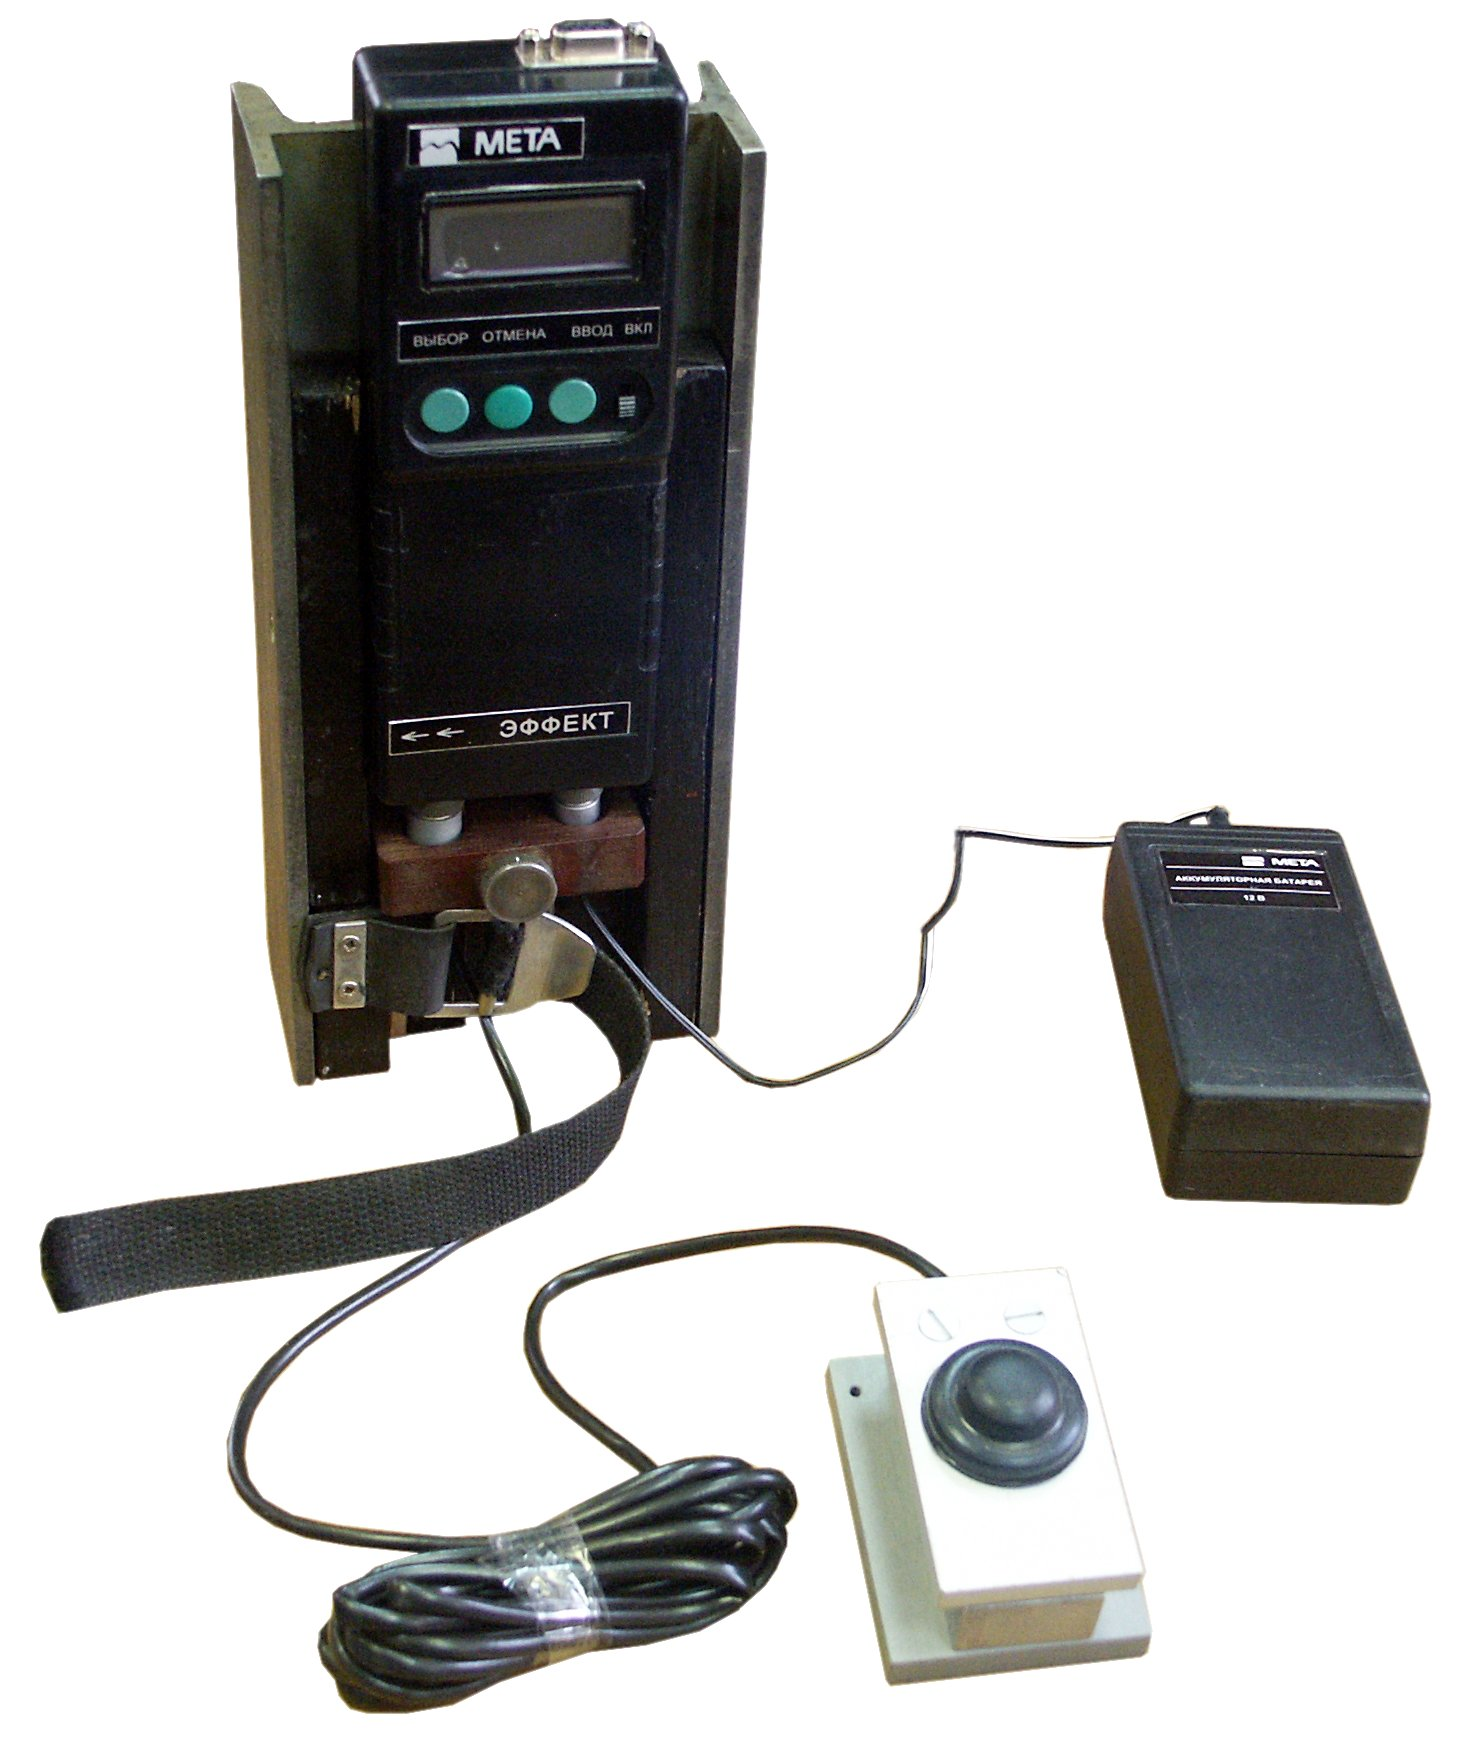 МЕТА
ВЫБОР ОТМЕНА ВВОД ВКЛ
ЭФФЕКТ
МЕТА
АККУМУЛЯТОРНАЯ БАТАРЕЯ
12 В